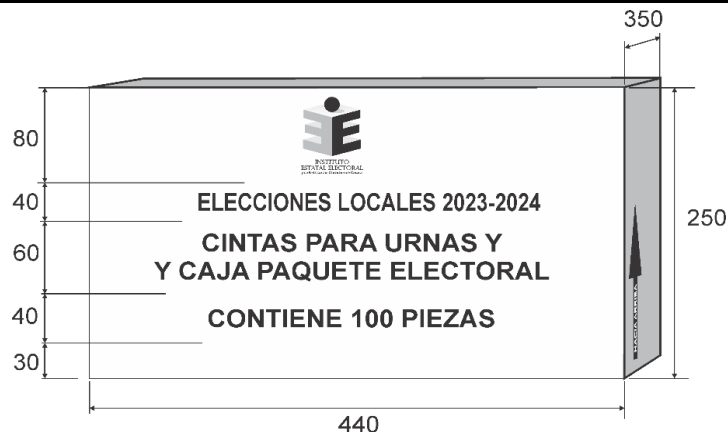 350
80
INSTITUTO
ESTATAL ELECTORAL
40
ELECCIONES LOCALES 2023-2024
250
60
CINTAS PARA URNAS Y
Y CAJA PAQUETE ELECTORAL
40
CONTIENE 100 PIEZAS
HACIA ARRIBA
30
440